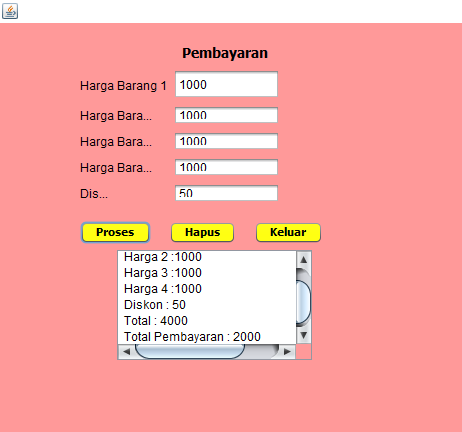 Pembayaran
Harga Barang 1 1000
Harga Bara... 1000
Harga Bara... 1000
Harga Bara... 1000
Dis... 50
Proses Hapus Keluar
Harga 2 :1000
Harga 3 :1000
Harga 4 :1000
Diskon : 50
Total : 4000
Total Pembayaran : 2000